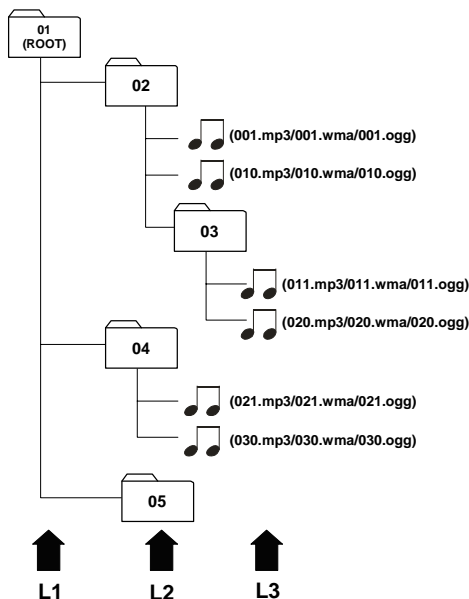 01
(ROOT)
02
(001.mp3/001.wma/001.ogg)
(010.mp3/010.wma/010.ogg)
03
(011.mp3/011.wma/011.ogg)
(020.mp3/020.wma/020.ogg)
04
(021.mp3/021.wma/021.ogg)
(030.mp3/030.wma/030.ogg)
05
L1 L2 L3